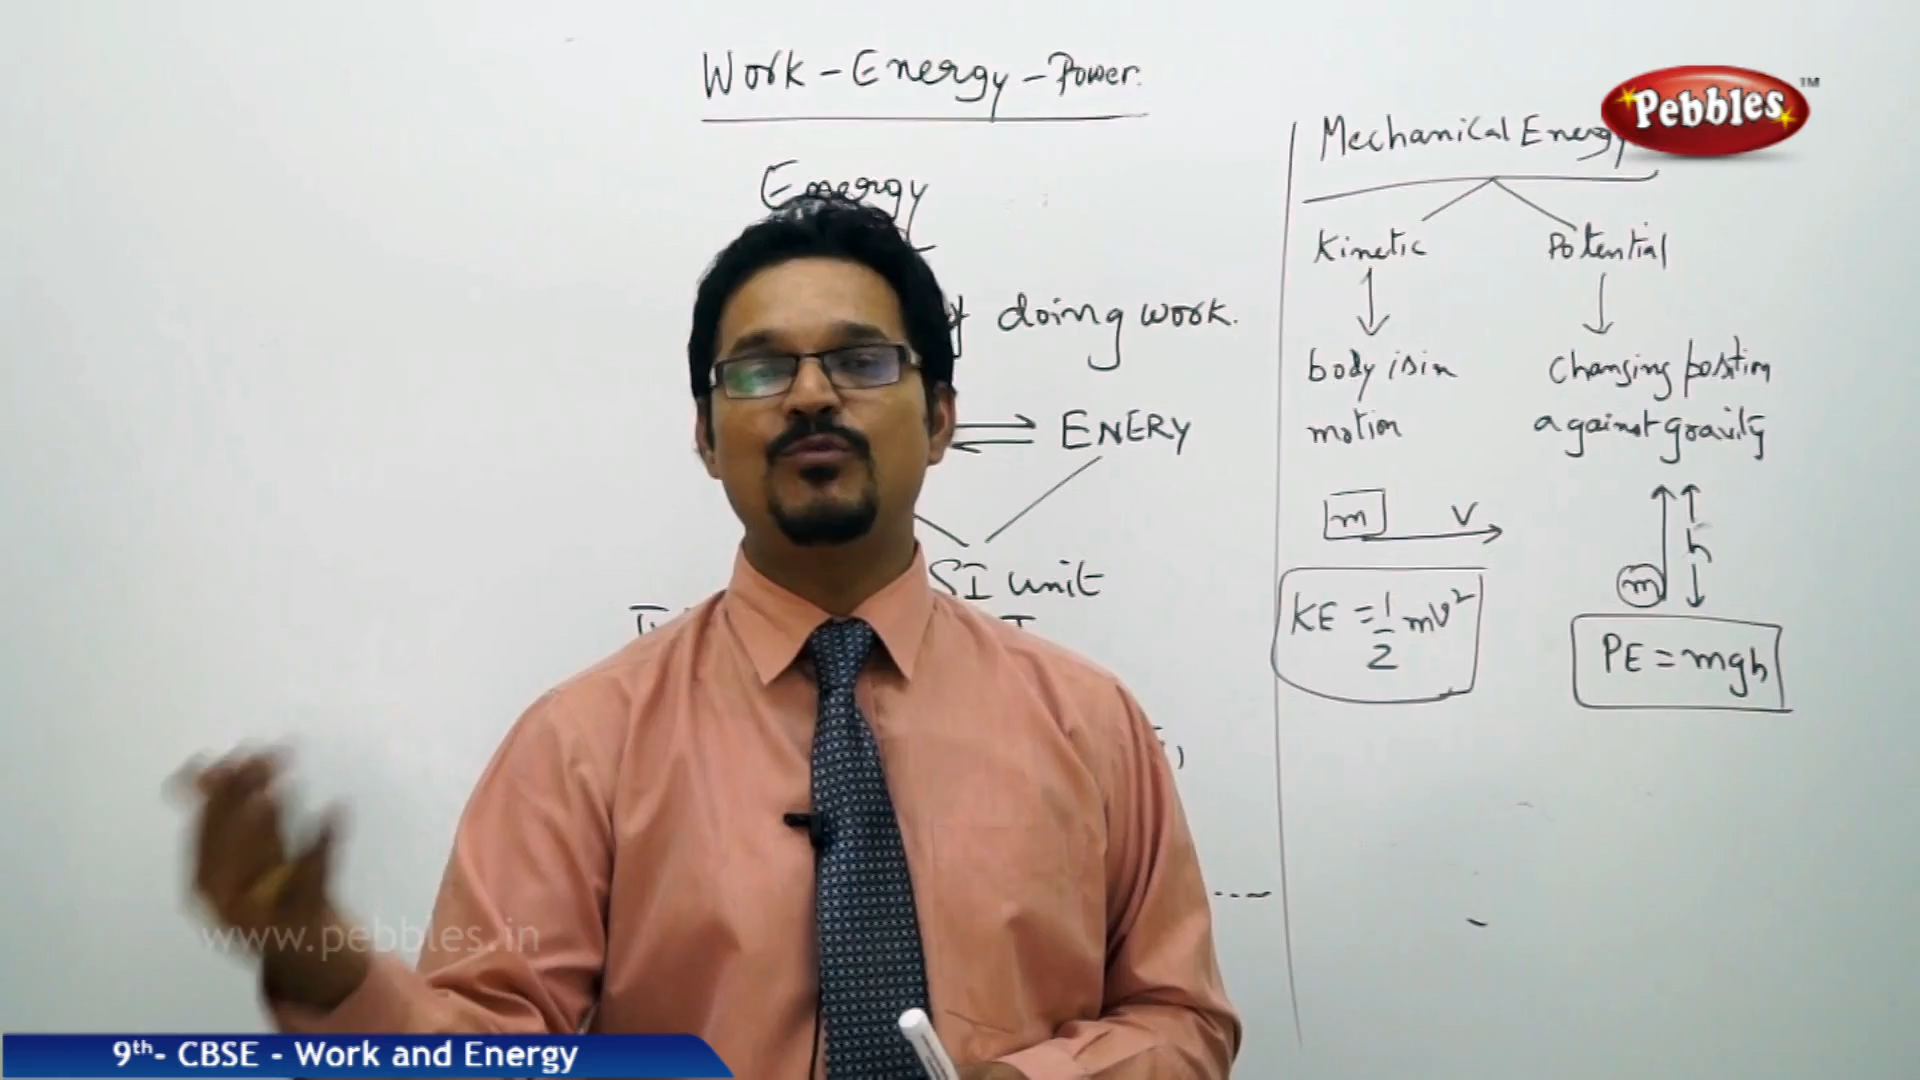 Work - Energy - Power.
Energy
doing work.
ENERY
SI unit
Mechanical Energy
Kinetic
Potential
body is in
motion
changing position
against gravity
m
V
m
h
KE = 1/2 mv²
PE = mgh
Pebbles™
www.pebbles.in
9th- CBSE - Work and Energy